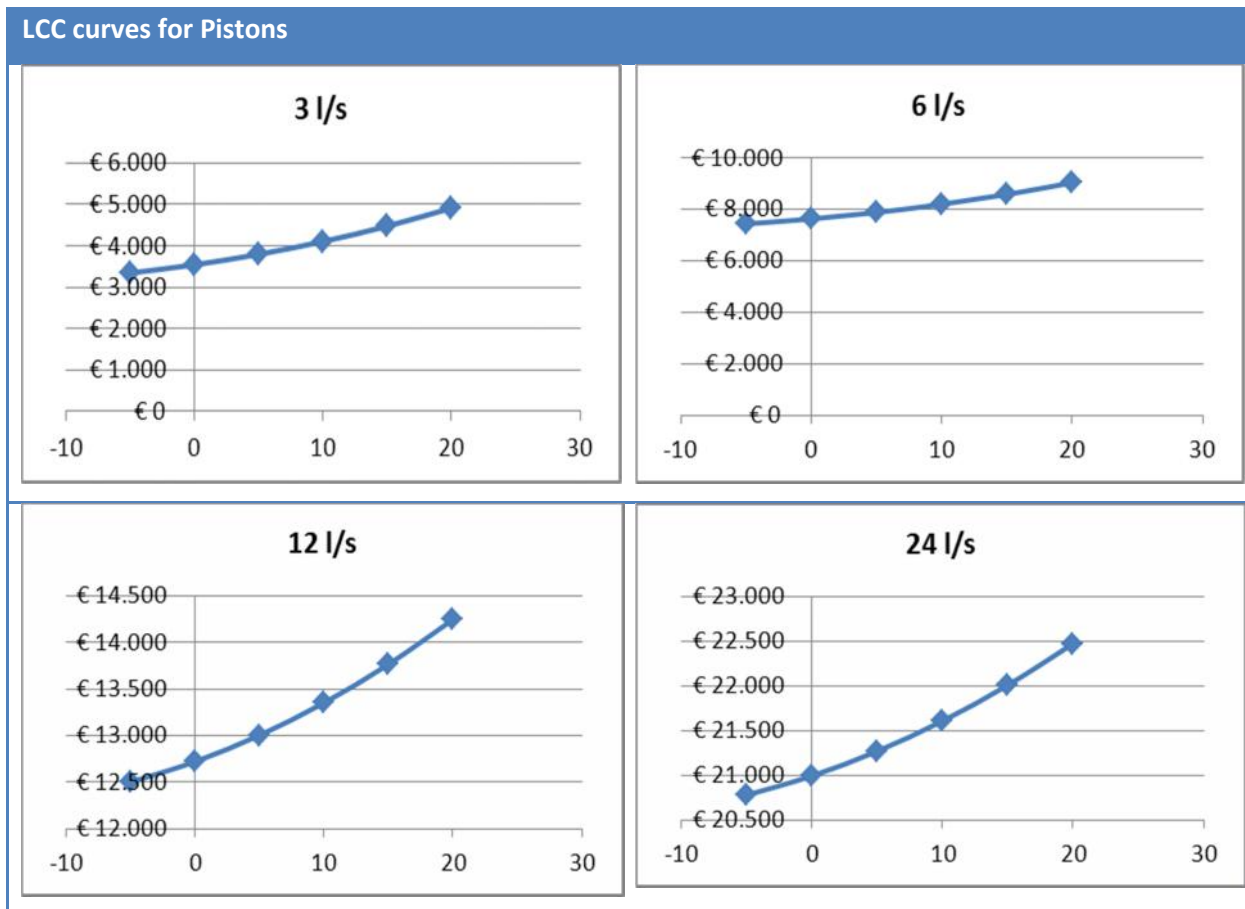 LCC curves for Pistons
3 l/s
€ 6.000
€ 5.000
€ 4.000
€ 3.000
€ 2.000
€ 1.000
€ 0
-10 0 10 20 30
6 l/s
€ 10.000
€ 8.000
€ 6.000
€ 4.000
€ 2.000
€ 0
-10 0 10 20 30
12 l/s
€ 14.500
€ 14.000
€ 13.500
€ 13.000
€ 12.500
€ 12.000
-10 0 10 20 30
24 l/s
€ 23.000
€ 22.500
€ 22.000
€ 21.500
€ 21.000
€ 20.500
-10 0 10 20 30